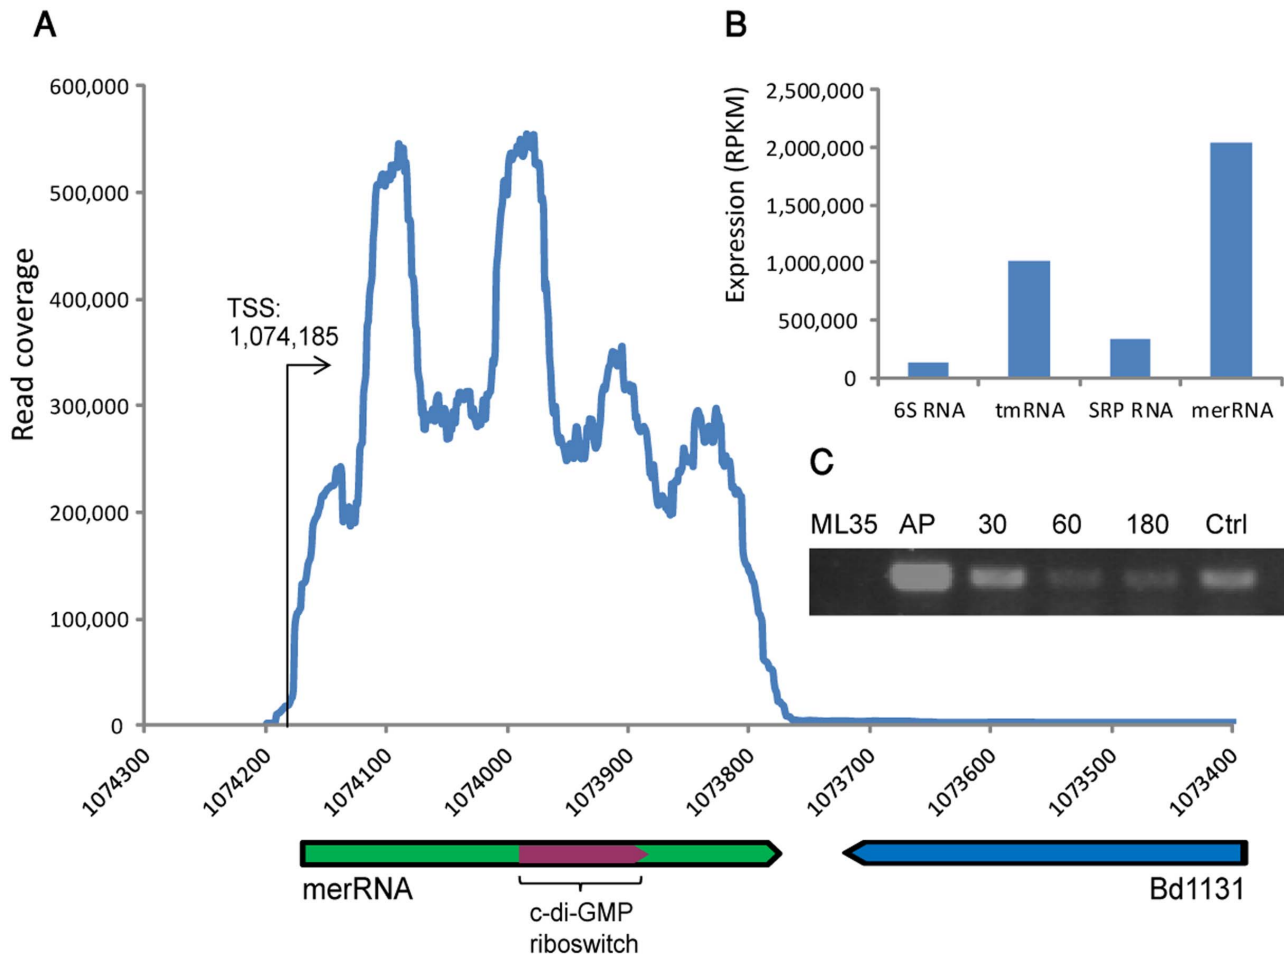 A
600,000
500,000
400,000
300,000
200,000
100,000
0
Read coverage
TSS:
1,074,185
1074300
1074200
1074100
1074000
1073900
1073800
1073700
1073600
1073500
1073400
merRNA
c-di-GMP
riboswitch
Bd1131
B
Expression (RPKM)
2,500,000
2,000,000
1,500,000
1,000,000
500,000
0
6S RNA tmRNA SRP RNA merRNA
C
ML35 AP 30 60 180 Ctrl